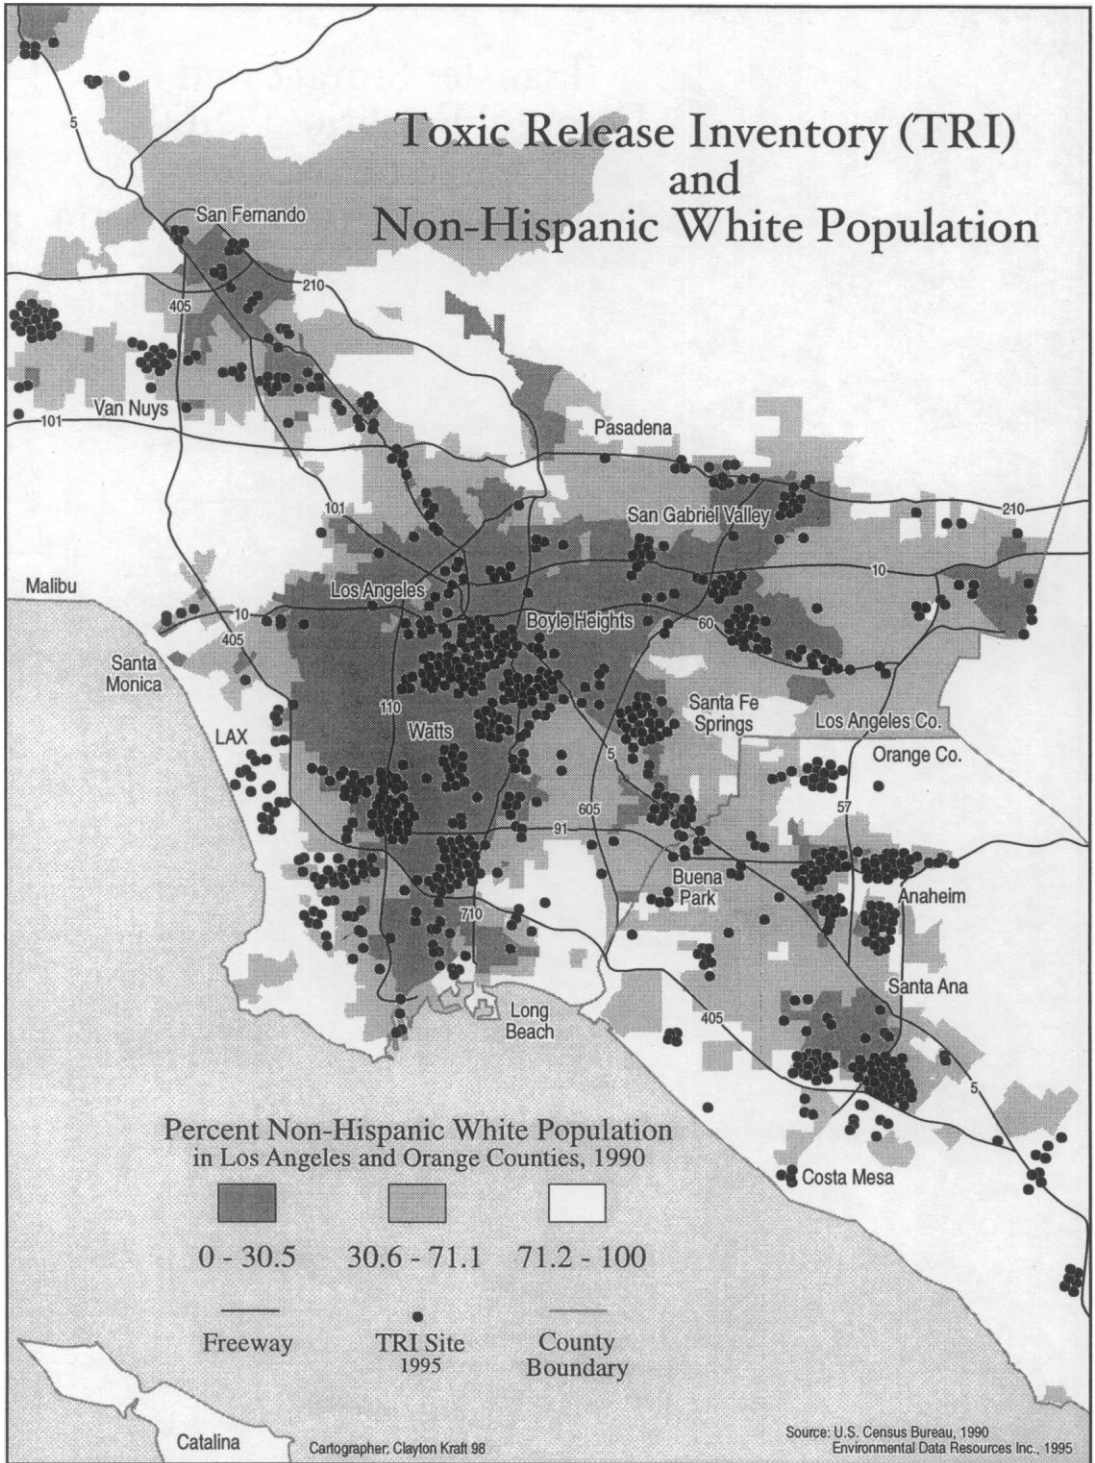 Toxic Release Inventory (TRI)
and
Non-Hispanic White Population
5
San Fernando
210
405
Van Nuys
101
Pasadena
101
San Gabriel Valley
210
Malibu
Los Angeles
10
10
405
Boyle Heights
60
Santa
Monica
110
Santa Fe
Springs
Los Angeles Co.
LAX
Watts
5
Orange Co.
605
57
91
Buena
Park
Anaheim
710
Santa Ana
Long
Beach
405
5
Costa Mesa
Percent Non-Hispanic White Population
in Los Angeles and Orange Counties, 1990
0 - 30.5 30.6 - 71.1 71.2 - 100
Freeway TRI Site County
1995 Boundary
Catalina
Cartographer: Clayton Kraft 98
Source: U.S. Census Bureau, 1990
Environmental Data Resources Inc., 1995